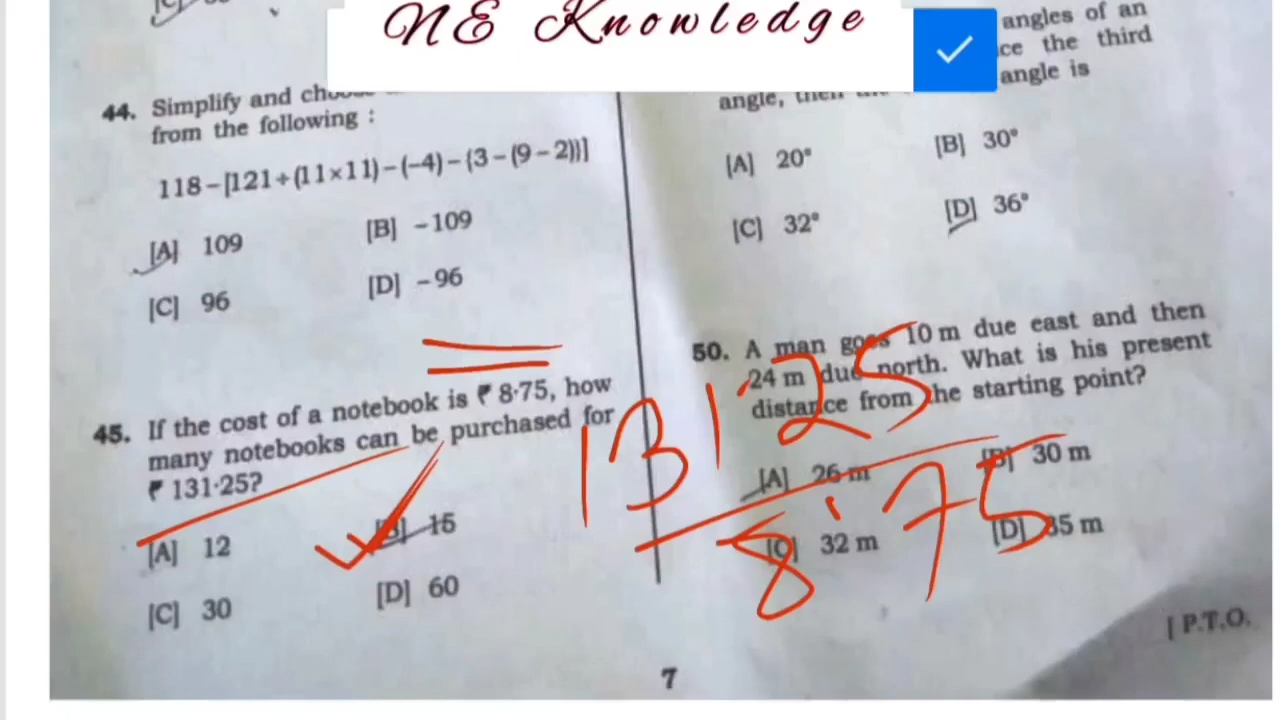 NE Knowledge
44. Simplify and
from the following :
118 – [121 ÷ (11 × 11) – (–4) – {3 – (9 – 2)}]
[A] 109
[B] – 109
[C] 96
[D] – 96
45. If the cost of a notebook is ₹ 8·75, how
many notebooks can be purchased for
₹ 131·25?
[A] 12
[B] 15
[C] 30
[D] 60
angles of an
the third
angle, angle is
[A] 20°
[B] 30°
[C] 32°
[D] 36°
50. A man goes 10 m due east and then
24 m due north. What is his present
distance from the starting point?
[A] 26 m
[B] 30 m
[C] 32 m
[D] 35 m
131·25
8·75
[ P.T.O.
7